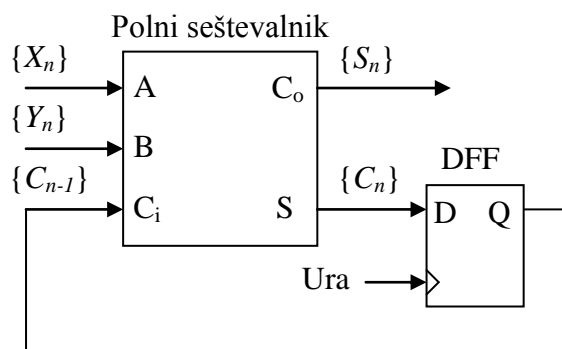 Polni seštevalnik
{Xn}
A
Co
{Sn}
{Yn}
B
DFF
{Cn-1}
Ci
S
{Cn}
D
Q
Ura